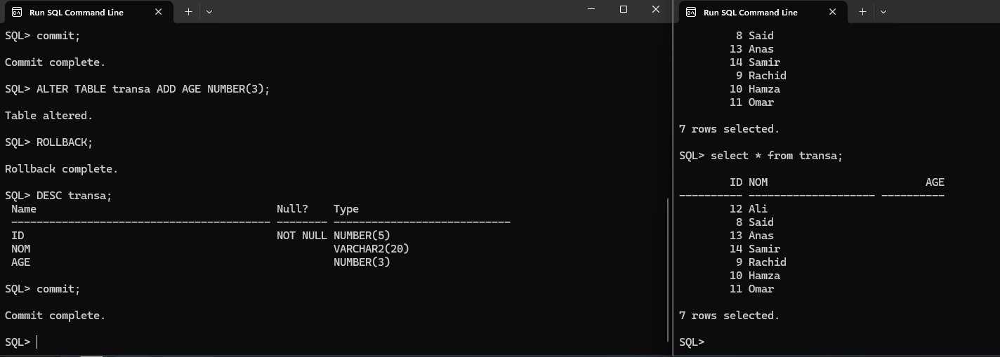 Run SQL Command Line
SQL> commit;
Commit complete.
SQL> ALTER TABLE transa ADD AGE NUMBER(3);
Table altered.
SQL> ROLLBACK;
Rollback complete.
SQL> DESC transa;
Name Null? Type
----------------------------------------- -------- ----------------------------
ID NOT NULL NUMBER(5)
NOM VARCHAR2(20)
AGE NUMBER(3)
SQL> commit;
Commit complete.
SQL>
Run SQL Command Line
8 Said
13 Anas
14 Samir
9 Rachid
10 Hamza
11 Omar
7 rows selected.
SQL> select * from transa;
ID NOM AGE
---------- -------------------- ----------
12 Ali
8 Said
13 Anas
14 Samir
9 Rachid
10 Hamza
11 Omar
7 rows selected.
SQL>